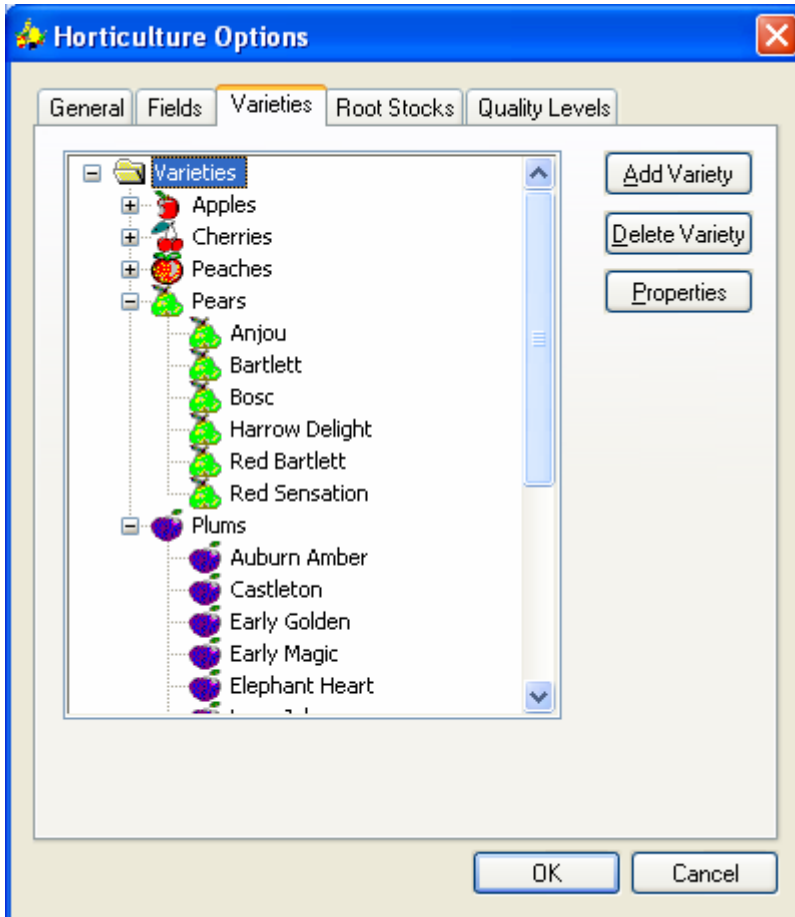 Horticulture Options
General Fields Varieties Root Stocks Quality Levels
Varieties
Apples
Cherries
Peaches
Pears
Anjou
Bartlett
Bosc
Harrow Delight
Red Bartlett
Red Sensation
Plums
Auburn Amber
Castleton
Early Golden
Early Magic
Elephant Heart
Add Variety
Delete Variety
Properties
OK Cancel